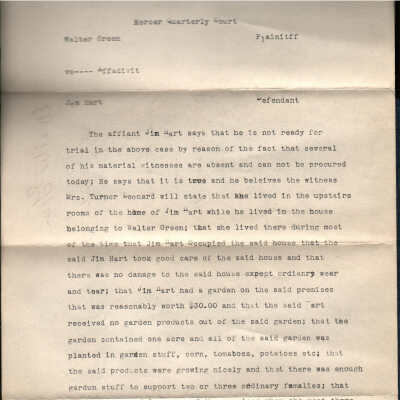 Mercer Quarterly Court
Walter Green Plaintiff
vs---- Affadivit
Jim Hart Defendant
The affiant Jim Hart says that he is not ready for
trial in the above case by reason of the fact that several
of his material witnesses are absent and can not be procured
today; He says that it is true and he beleives the witness
Mrs. Turner Leonard will state that she lived in the upstairs
rooms of the home of Jim Hart while he lived in the house
belonging to Walter Green; that she lived there during most
of the time that Jim Hart occupied the said house that the
said Jim Hart took good care of the said house and that
there was no damage to the said house expect ordianry wear
and tear; that Jim Hart had a garden on the said premises
that was reasonably worth $30.00 and that the said Hart
received no garden products out of the said garden; that the
garden contained one acre and all of the said garden was
planted in garden stuff, corn, tomatoes, potatoes etc; that
the said products were growing nicely and that there was enough
garden stuff to support two or three ordinary famalies; that